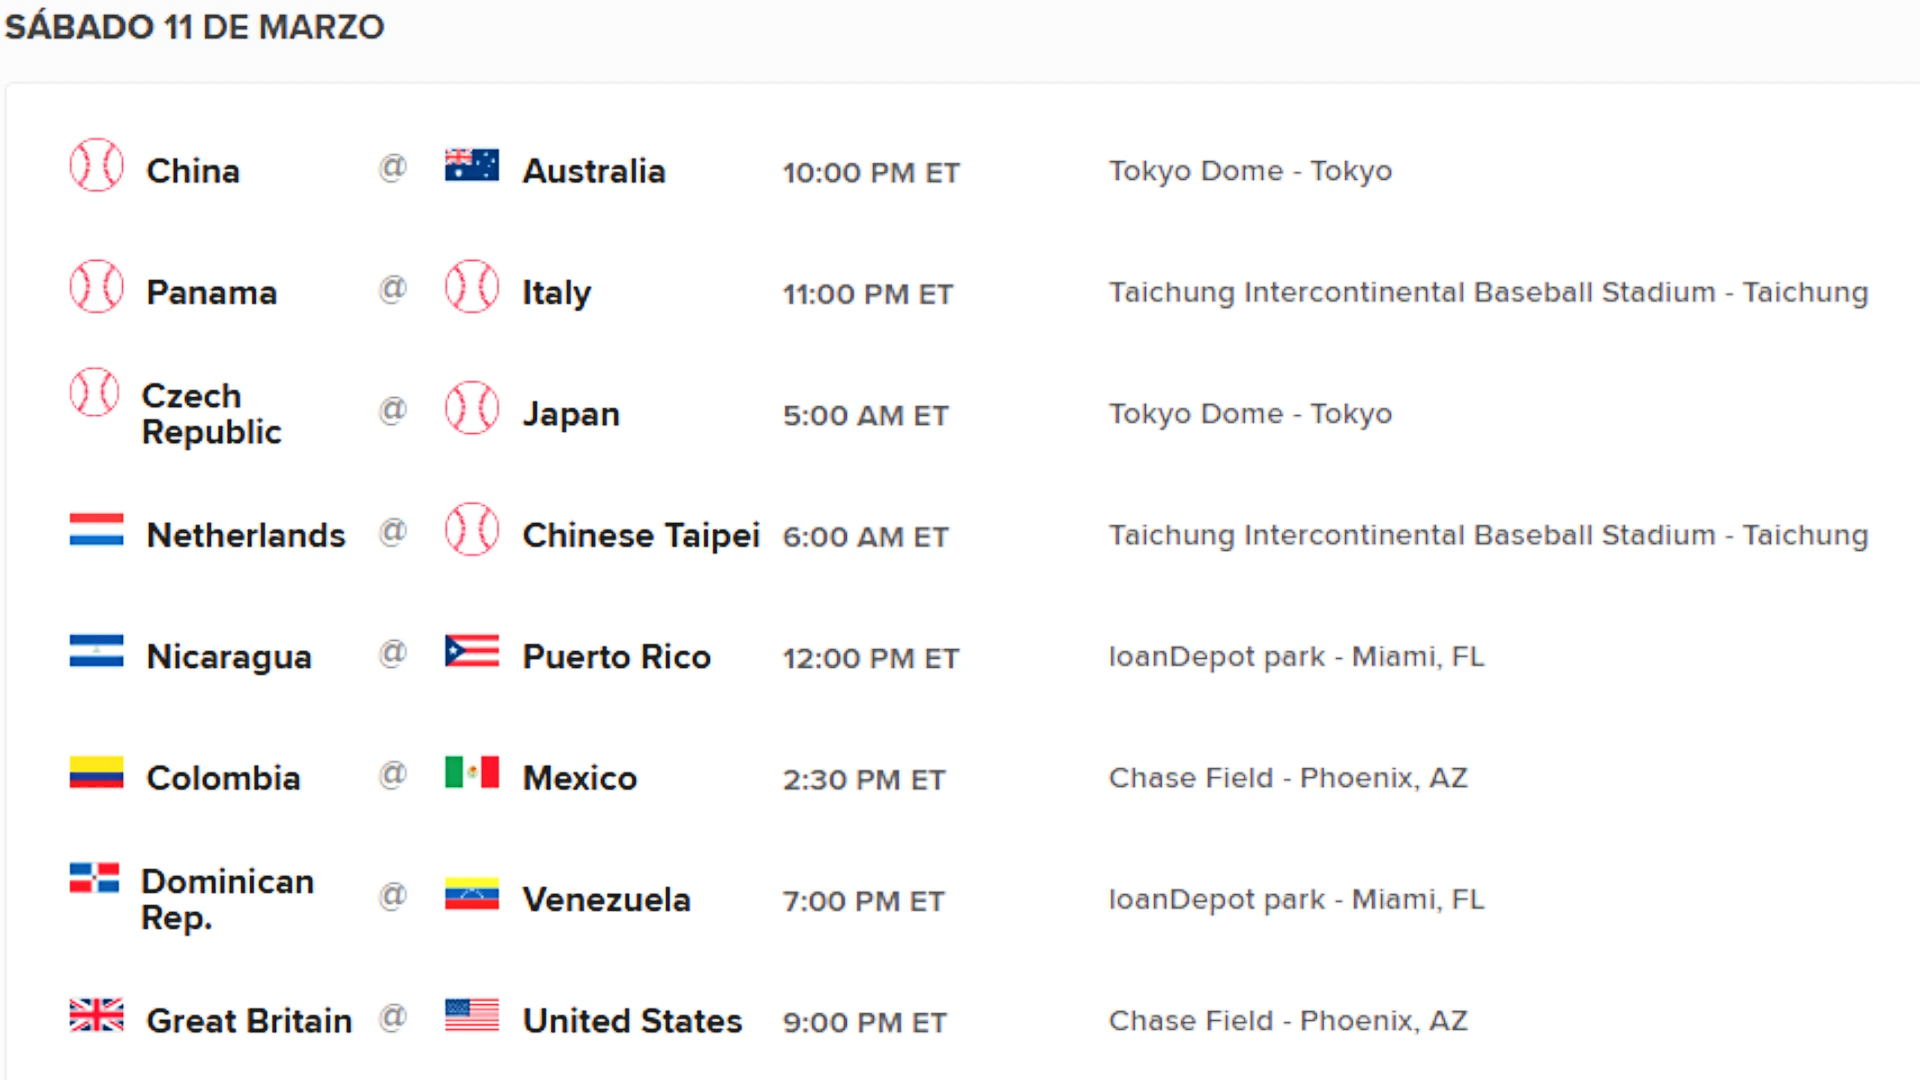 SÁBADO 11 DE MARZO
China @ Australia 10:00 PM ET Tokyo Dome - Tokyo
Panama @ Italy 11:00 PM ET Taichung Intercontinental Baseball Stadium - Taichung
Czech Republic @ Japan 5:00 AM ET Tokyo Dome - Tokyo
Netherlands @ Chinese Taipei 6:00 AM ET Taichung Intercontinental Baseball Stadium - Taichung
Nicaragua @ Puerto Rico 12:00 PM ET loanDepot park - Miami, FL
Colombia @ Mexico 2:30 PM ET Chase Field - Phoenix, AZ
Dominican Rep. @ Venezuela 7:00 PM ET loanDepot park - Miami, FL
Great Britain @ United States 9:00 PM ET Chase Field - Phoenix, AZ